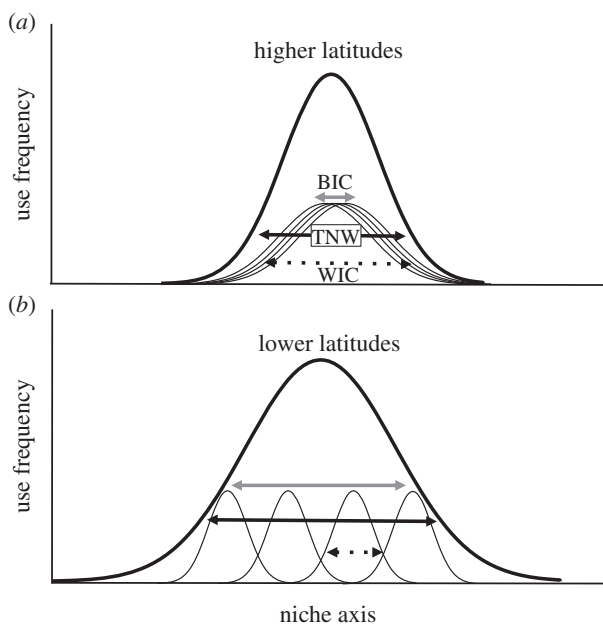 (a)
higher latitudes
use frequency
BIC
TNW
WIC
(b)
lower latitudes
use frequency
niche axis